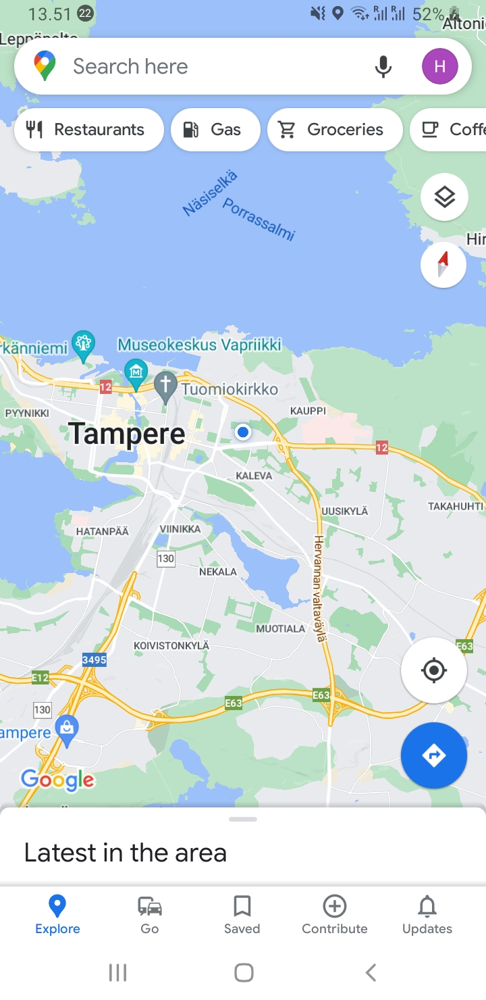 13.51 22 R R 52%
Aitoni
Leppäpelto
Search here H
Restaurants Gas Groceries Coffe
Näsiselkä
Porrassalmi
Hir
rkänniemi
Museokeskus Vapriikki
M
12
Tuomiokirkko
PYYNIKKI
KAUPPI
Tampere
12
KALEVA
TAKAHUHTI
UUSIKYLÄ
HATANPÄÄ
VIINIKKA
130
NEKALA
Hervannan valtaväylä
MUOTIALA
KOIVISTONKYLÄ
E63
3495
E12
E63
E63
130
ampere
Google
Latest in the area
Explore Go Saved Contribute Updates